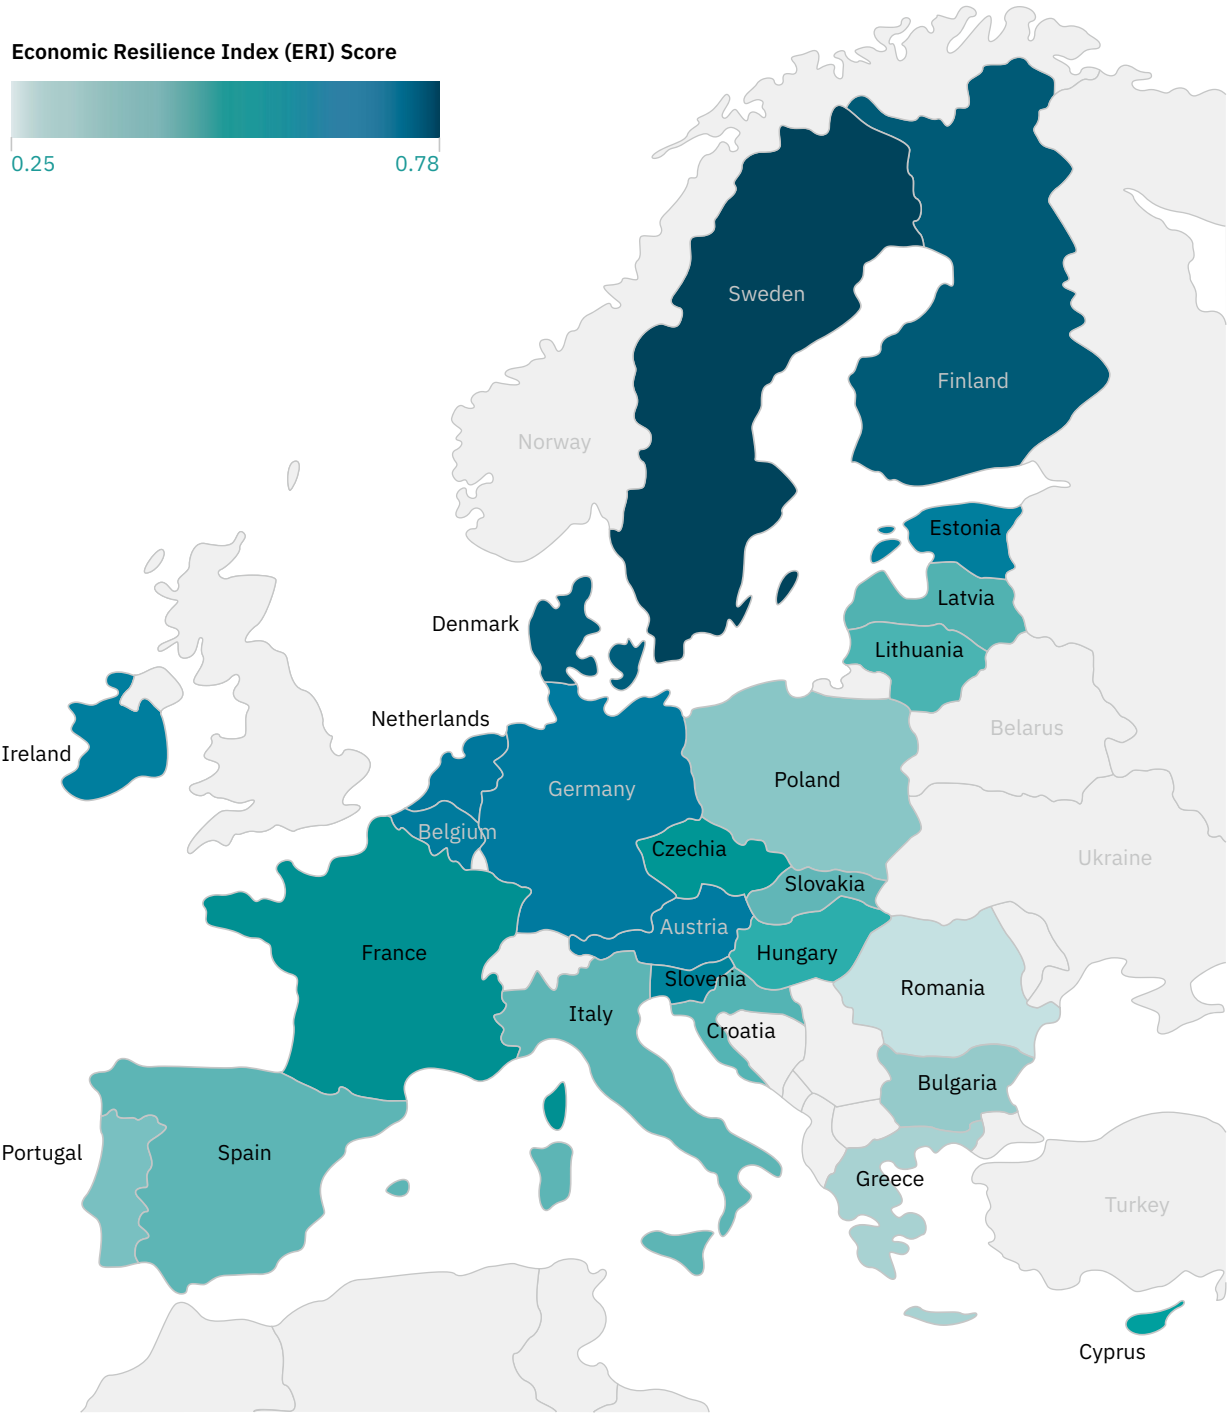 Economic Resilience Index (ERI) Score
0.25
0.78
Sweden
Finland
Norway
Estonia
Latvia
Denmark
Lithuania
Netherlands
Belarus
Ireland
Poland
Germany
Belgium
Czechia
Ukraine
Slovakia
Austria
France
Hungary
Slovenia
Romania
Italy
Croatia
Bulgaria
Portugal
Spain
Greece
Turkey
Cyprus